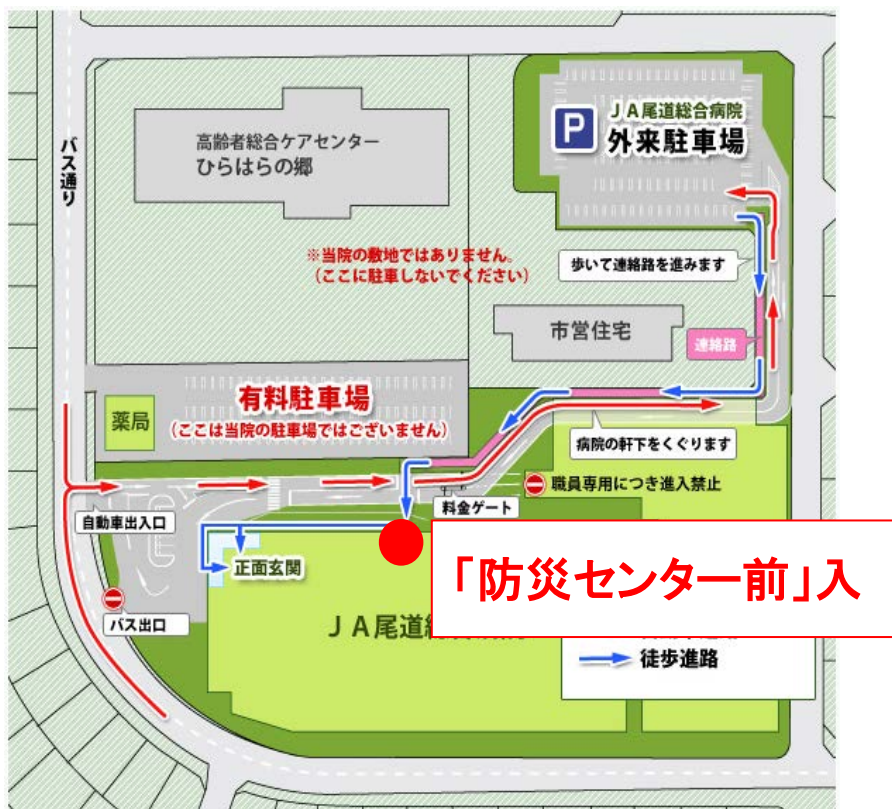 バス通り
高齢者総合ケアセンター
ひらはらの郷
P
ＪＡ尾道総合病院
外来駐車場
※当院の敷地ではありません。
（ここに駐車しないでください）
歩いて連絡路を進みます
市営住宅
連絡路
薬局
有料駐車場
（ここは当院の駐車場ではございません）
病院の軒下をくぐります
職員専用につき進入禁止
料金ゲート
自動車出入口
正面玄関
「防災センター前」入
バス出口
ＪＡ尾道
徒歩進路